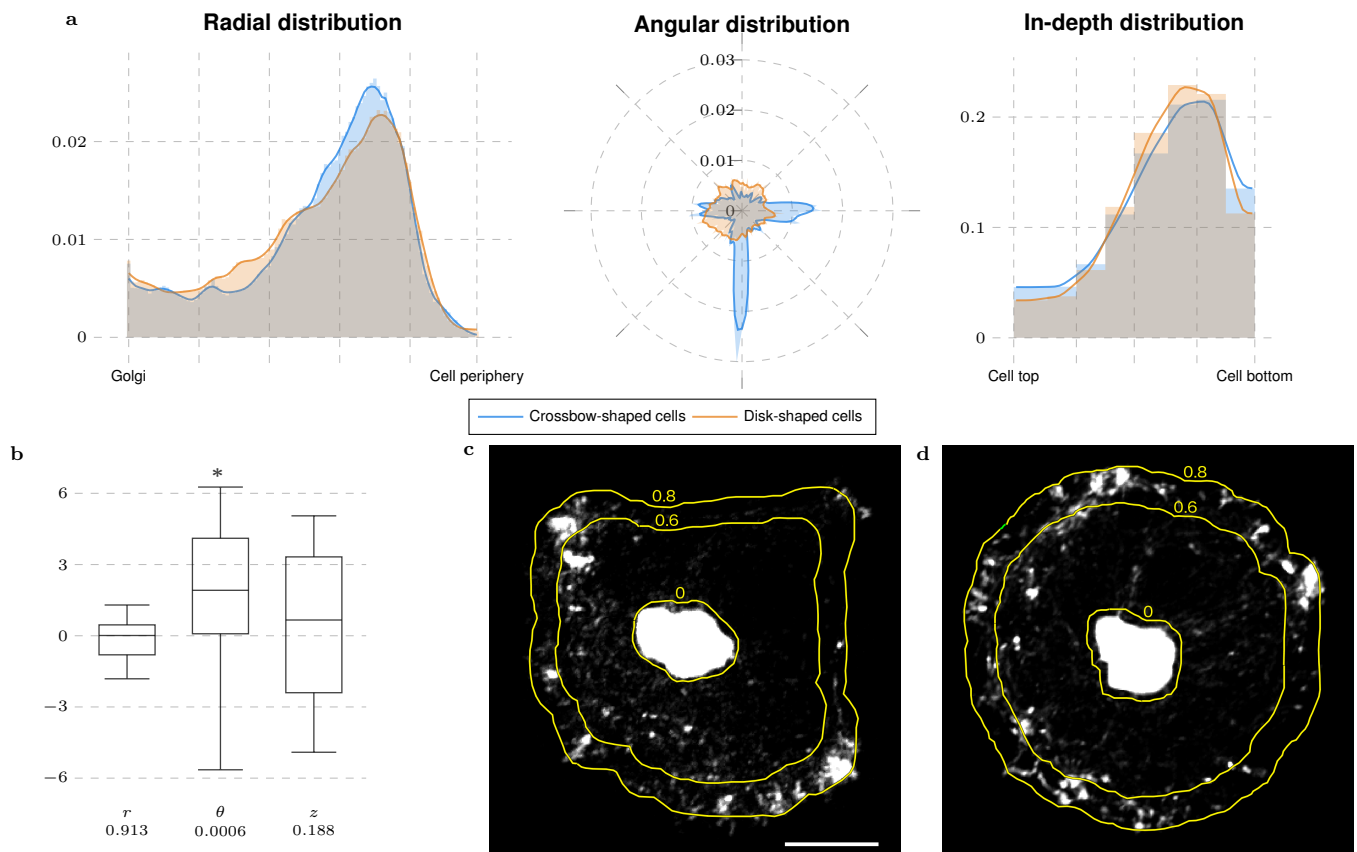 a
Radial distribution
Angular distribution
In-depth distribution
0.02
0.01
0
Golgi
Cell periphery
0.03
0.02
0.01
0
0.2
0.1
0
Cell top
Cell bottom
Crossbow-shaped cells
Disk-shaped cells
b
*
6
3
0
−3
−6
r
θ
z
0.913
0.0006
0.188
c
0.8
0.6
0
d
0.8
0.6
0